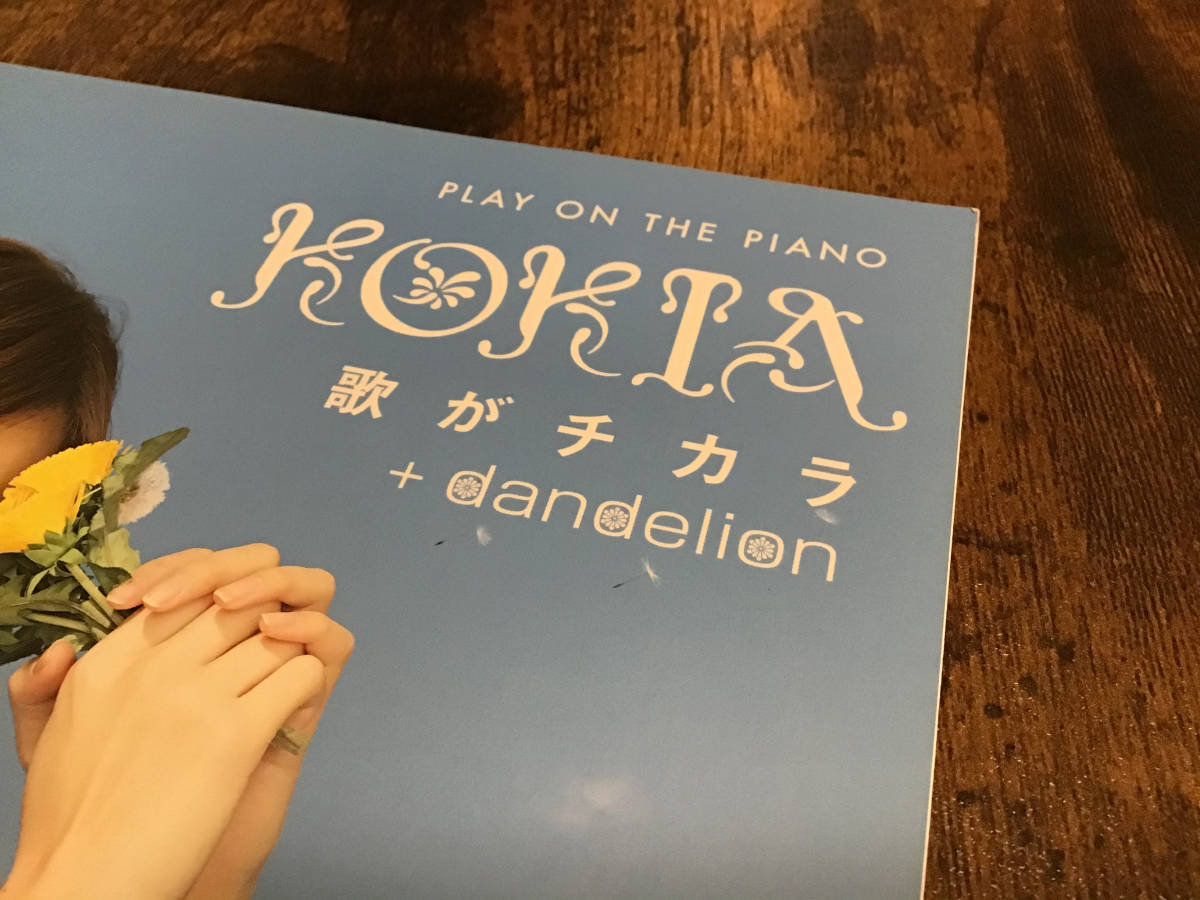 PLAY ON THE PIANO
KOKIA
歌がチカラ
+ dandelion